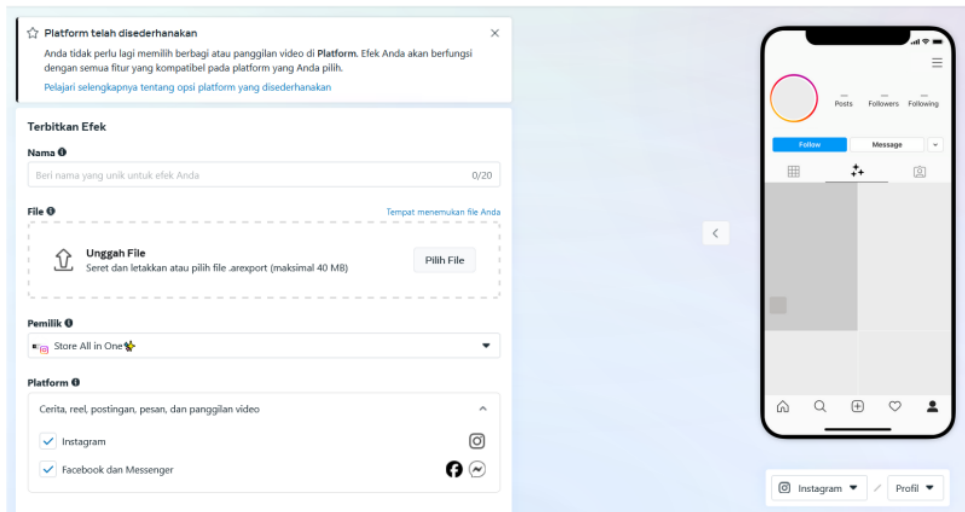 Platform telah disederhanakan
Anda tidak perlu lagi memilih berbagi atau panggilan video di Platform. Efek Anda akan berfungsi
dengan semua fitur yang kompatibel pada platform yang Anda pilih.
Pelajari selengkapnya tentang opsi platform yang disederhanakan
Terbitkan Efek
Nama
Beri nama yang unik untuk efek Anda 0/20
File Tempat menemukan file Anda
Unggah File
Seret dan letakkan atau pilih file .arexport (maksimal 40 MB)
Pilih File
Pemilik
Store All in One
Platform
Cerita, reel, postingan, pesan, dan panggilan video
Instagram
Facebook dan Messenger
Posts Followers Following
Follow Message
Instagram / Profil